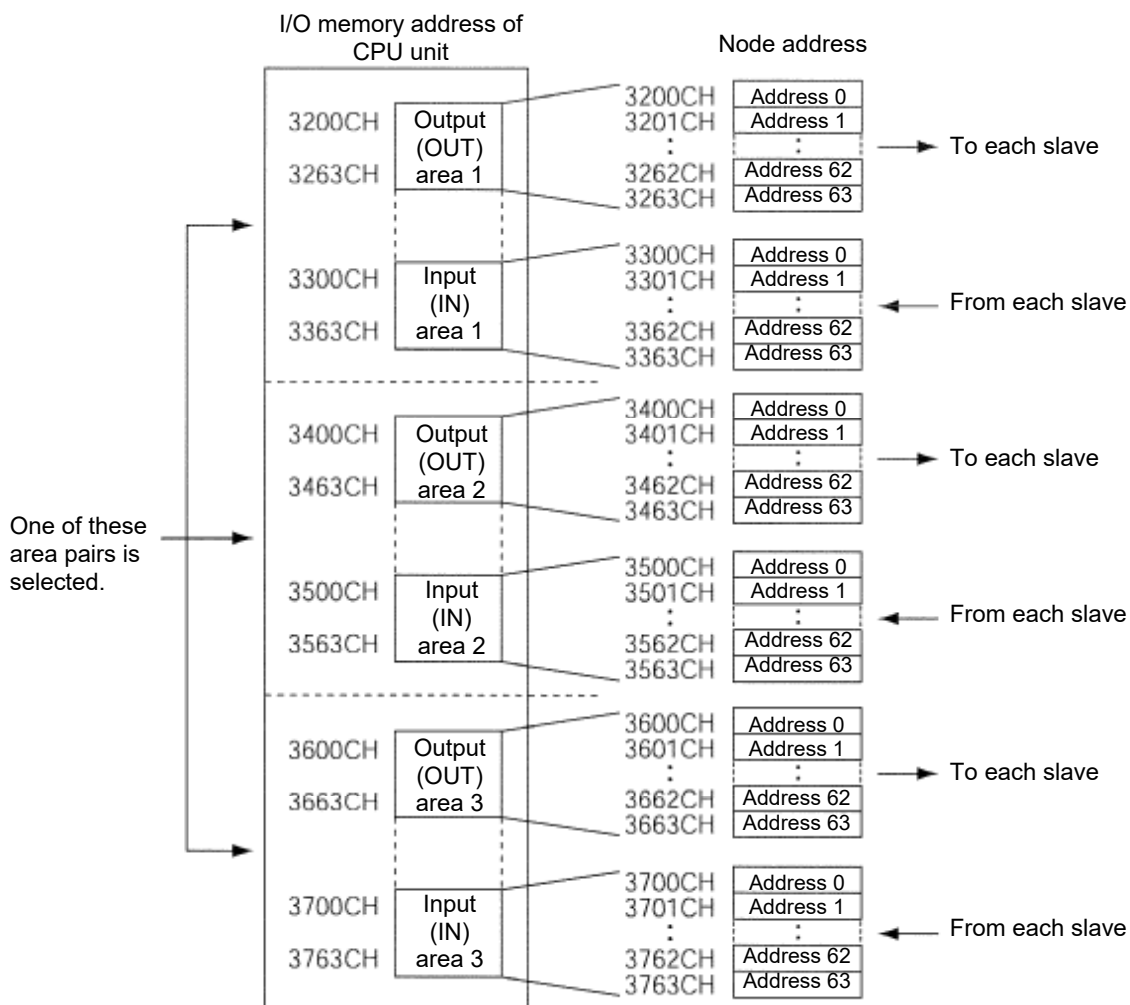 I/O memory address of
CPU unit
Node address
One of these
area pairs is
selected.
3200CH
3263CH
Output
(OUT)
area 1
3200CH
3201CH
:
3262CH
3263CH
Address 0
Address 1
:
Address 62
Address 63
To each slave
3300CH
3363CH
Input
(IN)
area 1
3300CH
3301CH
:
3362CH
3363CH
Address 0
Address 1
:
Address 62
Address 63
From each slave
3400CH
3463CH
Output
(OUT)
area 2
3400CH
3401CH
:
3462CH
3463CH
Address 0
Address 1
:
Address 62
Address 63
To each slave
3500CH
3563CH
Input
(IN)
area 2
3500CH
3501CH
:
3562CH
3563CH
Address 0
Address 1
:
Address 62
Address 63
From each slave
3600CH
3663CH
Output
(OUT)
area 3
3600CH
3601CH
:
3662CH
3663CH
Address 0
Address 1
:
Address 62
Address 63
To each slave
3700CH
3763CH
Input
(IN)
area 3
3700CH
3701CH
:
3762CH
3763CH
Address 0
Address 1
:
Address 62
Address 63
From each slave